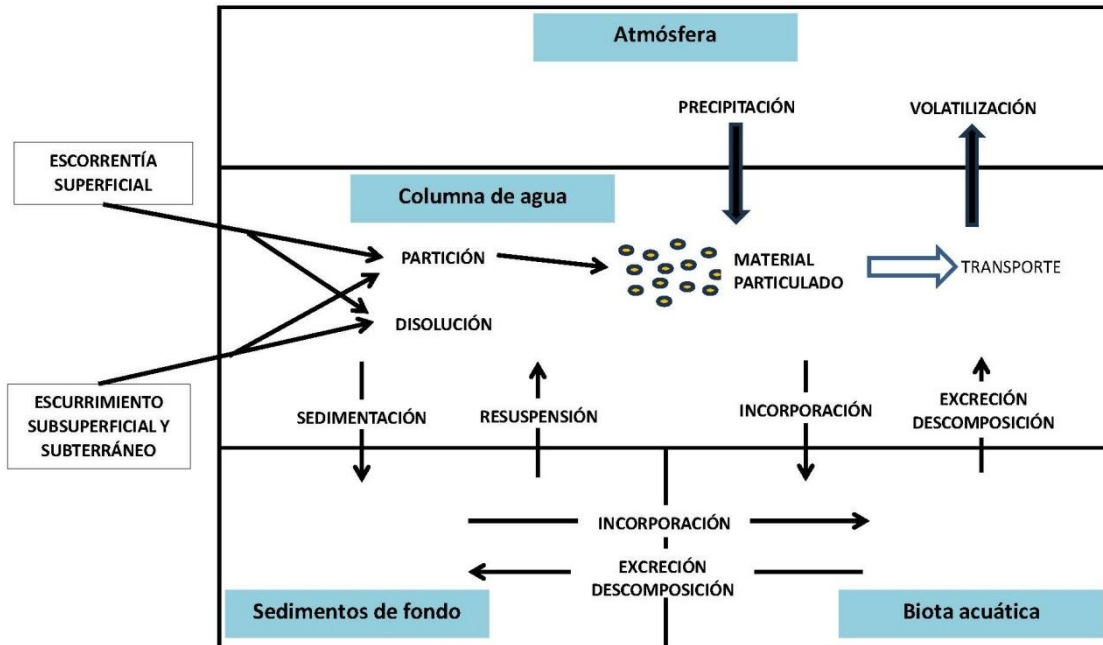 Atmósfera
PRECIPITACIÓN
VOLATILIZACIÓN
ESCORRENTÍA
SUPERFICIAL
Columna de agua
PARTICIÓN
MATERIAL
PARTICULADO
TRANSPORTE
DISOLUCIÓN
ESCURRIMIENTO
SUBSUPERFICIAL Y
SUBTERRÁNEO
SEDIMENTACIÓN
RESUSPENSIÓN
INCORPORACIÓN
EXCRECIÓN
DESCOMPOSICIÓN
INCORPORACIÓN
EXCRECIÓN
DESCOMPOSICIÓN
Sedimentos de fondo
Biota acuática